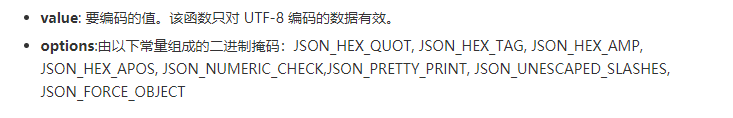 value: 要编码的值。该函数只对 UTF-8 编码的数据有效。
options:由以下常量组成的二进制掩码：JSON_HEX_QUOT, JSON_HEX_TAG, JSON_HEX_AMP,
JSON_HEX_APOS, JSON_NUMERIC_CHECK,JSON_PRETTY_PRINT, JSON_UNESCAPED_SLASHES,
JSON_FORCE_OBJECT